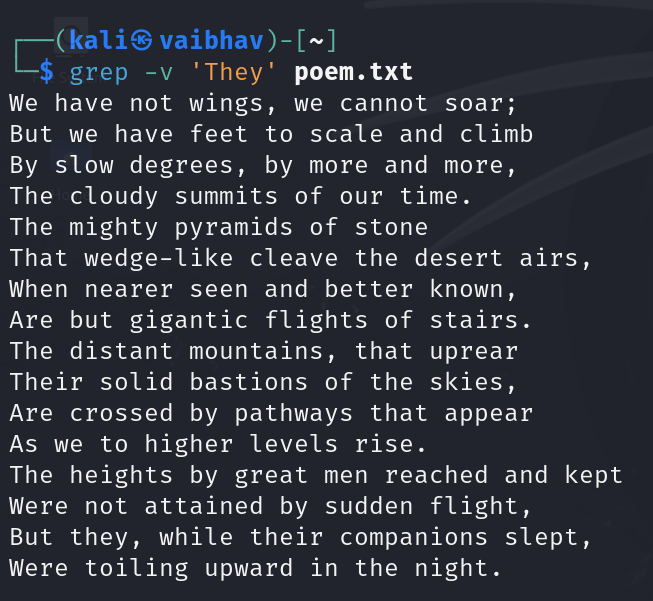 ┌──(kali㉿vaibhav)-[~]
└─$ grep -v 'They' poem.txt
We have not wings, we cannot soar;
But we have feet to scale and climb
By slow degrees, by more and more,
The cloudy summits of our time.
The mighty pyramids of stone
That wedge-like cleave the desert airs,
When nearer seen and better known,
Are but gigantic flights of stairs.
The distant mountains, that uprear
Their solid bastions of the skies,
Are crossed by pathways that appear
As we to higher levels rise.
The heights by great men reached and kept
Were not attained by sudden flight,
But they, while their companions slept,
Were toiling upward in the night.